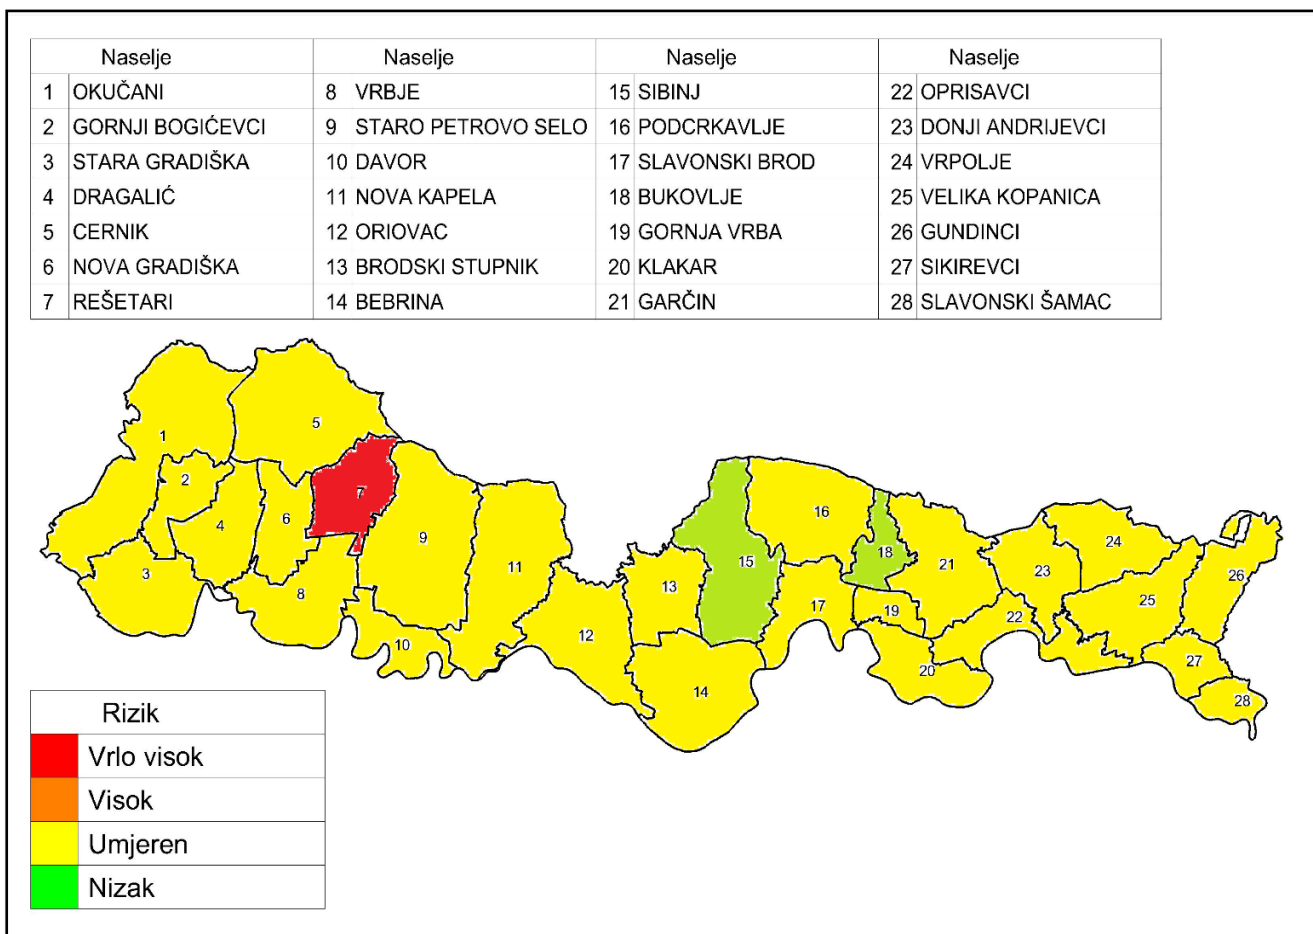 Naselje Naselje Naselje Naselje
1 OKUČANI 8 VRBJE 15 SIBINJ 22 OPRISAVCI
2 GORNJI BOGIĆEVCI 9 STARO PETROVO SELO 16 PODCRKAVLJE 23 DONJI ANDRIJEVCI
3 STARA GRADIŠKA 10 DAVOR 17 SLAVONSKI BROD 24 VRPOLJE
4 DRAGALIĆ 11 NOVA KAPELA 18 BUKOVLJE 25 VELIKA KOPANICA
5 CERNIK 12 ORIOVAC 19 GORNJA VRBA 26 GUNDINCI
6 NOVA GRADIŠKA 13 BRODSKI STUPNIK 20 KLAKAR 27 SIKIREVCI
7 REŠETARI 14 BEBRINA 21 GARČIN 28 SLAVONSKI ŠAMAC
5
1
2
7
16
4
6
9
24
18
15
13
21
23
26
3
11
8
25
17
19
22
12
10
27
20
14
28
Rizik
Vrlo visok
Visok
Umjeren
Nizak